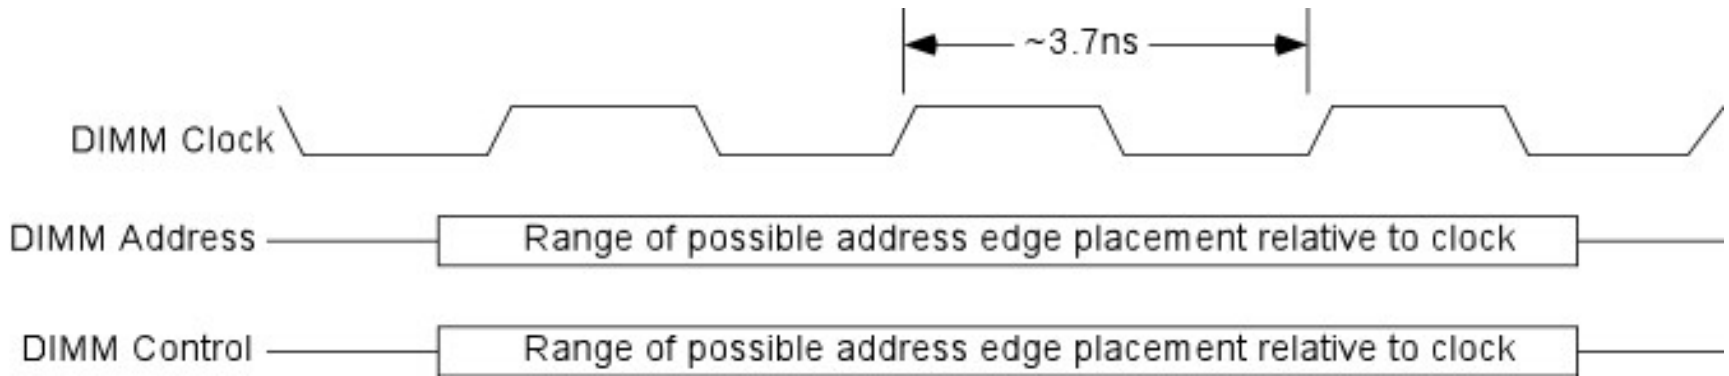 ~3.7ns
DIMM Clock
DIMM Address Range of possible address edge placement relative to clock
DIMM Control Range of possible address edge placement relative to clock